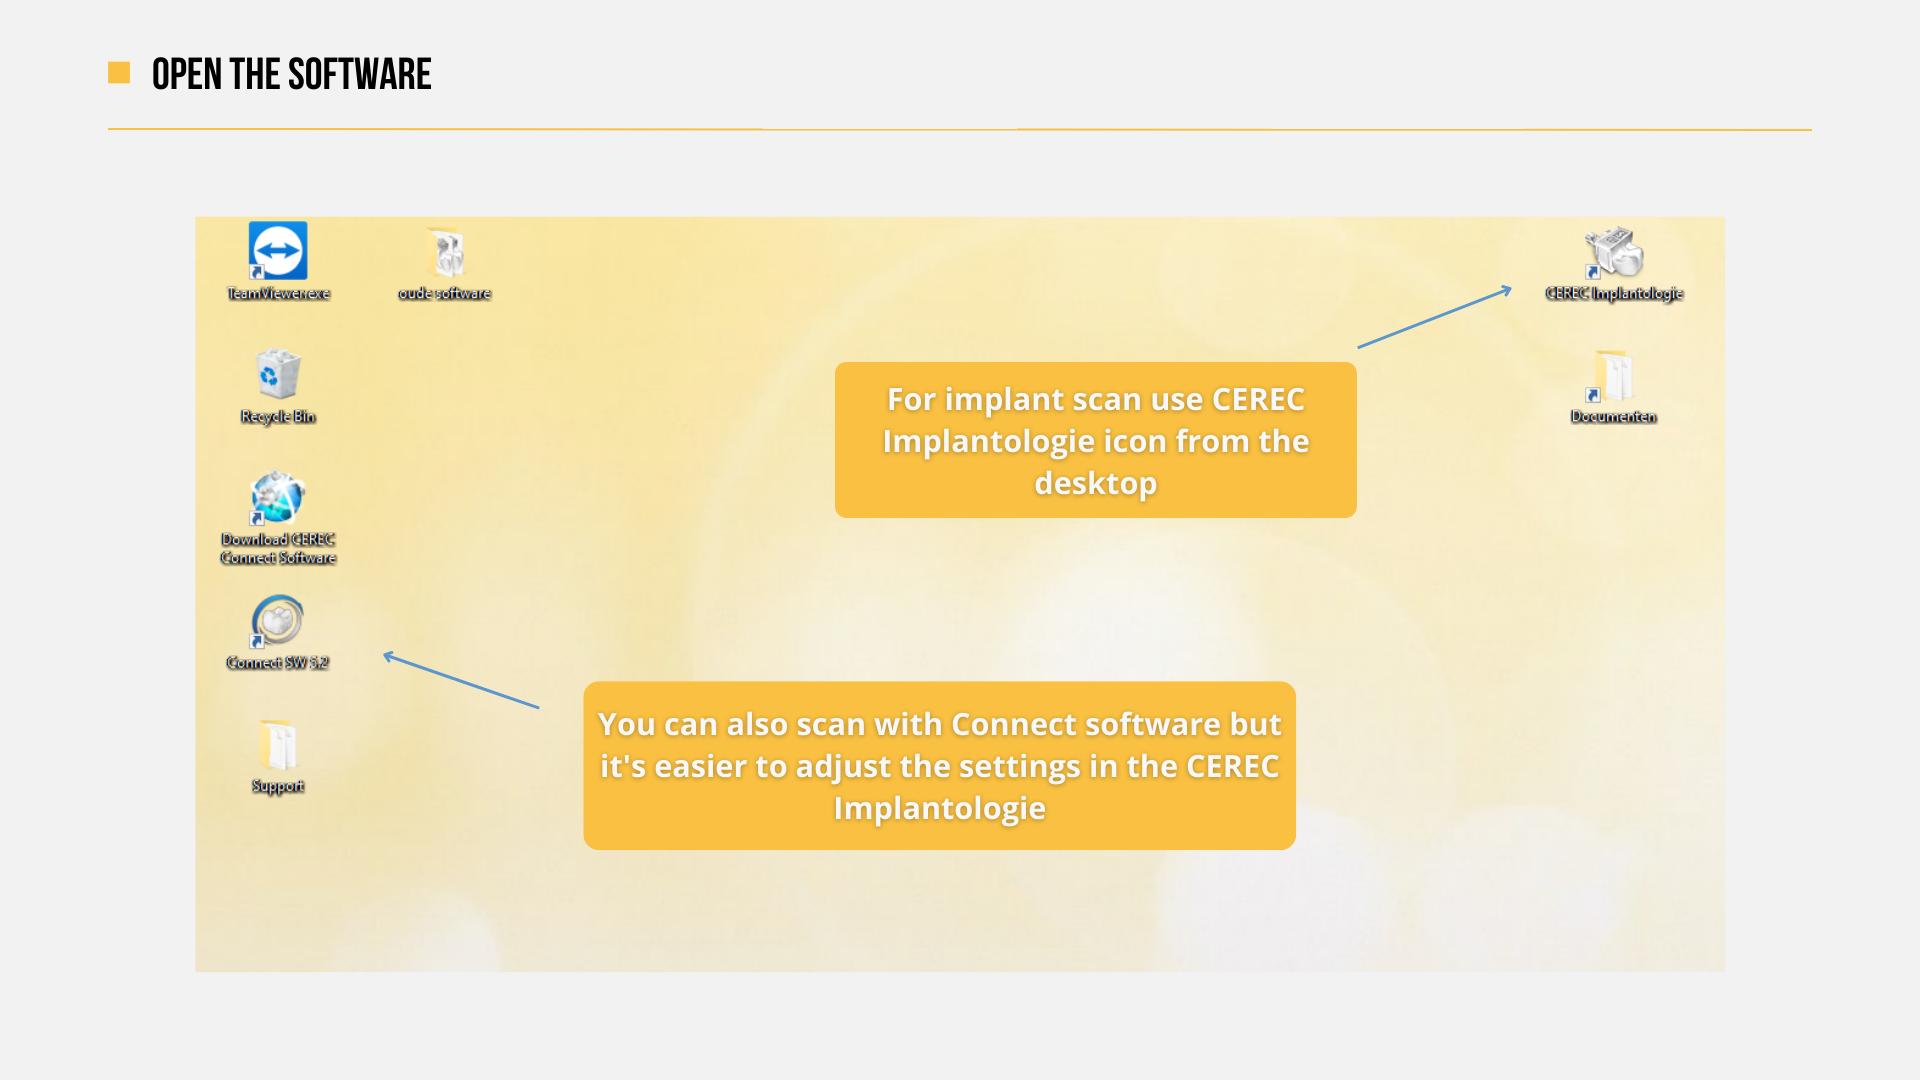 OPEN THE SOFTWARE
TeamViewer.exe
oude software
CEREC Implantologie
Recycle Bin
Documenten
For implant scan use CEREC
Implantologie icon from the
desktop
Download CEREC
Connect Software
Connect SW 5.2
You can also scan with Connect software but
it's easier to adjust the settings in the CEREC
Implantologie
Support